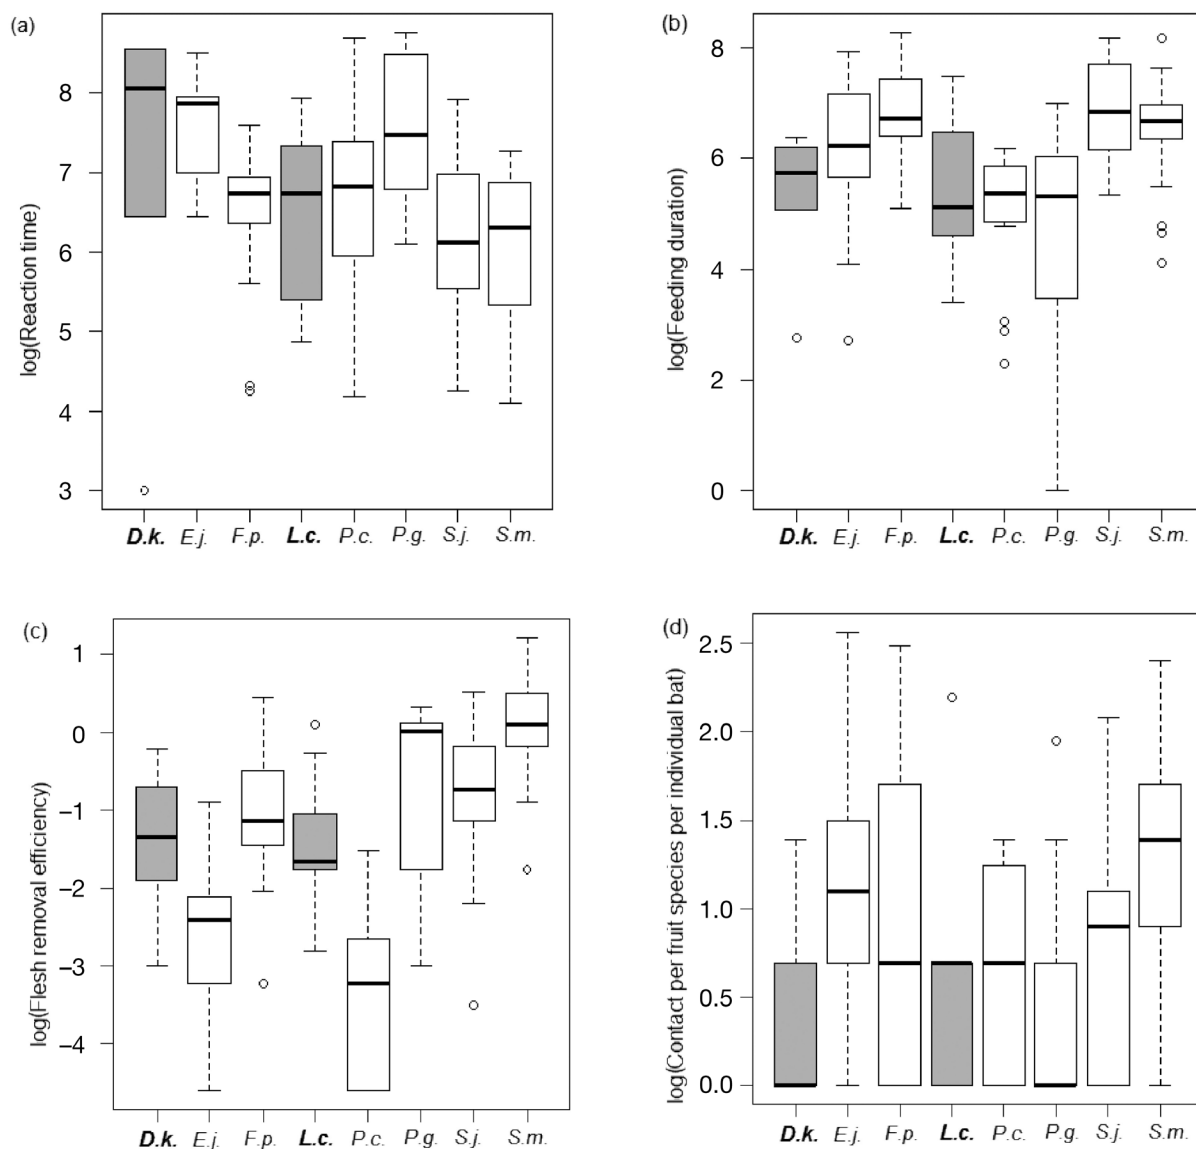 (a)
log(Reaction time)
8
7
6
5
4
3
D.k. E.j. F.p. L.c. P.c. P.g. S.j. S.m.
(b)
log(Feeding duration)
8
6
4
2
0
D.k. E.j. F.p. L.c. P.c. P.g. S.j. S.m.
(c)
log(Flesh removal efficiency)
1
0
−1
−2
−3
−4
D.k. E.j. F.p. L.c. P.c. P.g. S.j. S.m.
(d)
log(Contact per fruit species per individual bat)
2.5
2.0
1.5
1.0
0.5
0.0
D.k. E.j. F.p. L.c. P.c. P.g. S.j. S.m.